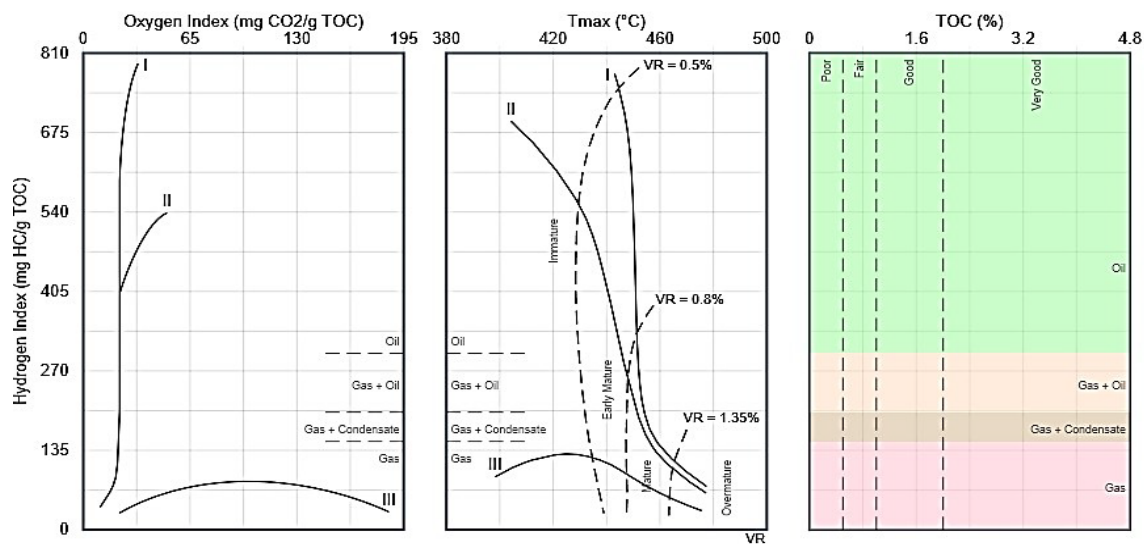 Oxygen Index (mg CO2/g TOC)
0 65 130 195
Hydrogen Index (mg HC/g TOC)
810
675
540
405
270
135
0
I
II
III
Oil
Gas + Oil
Gas + Condensate
Gas
Tmax (°C)
380 420 460 500
I
II
III
VR = 0.5%
VR = 0.8%
VR = 1.35%
Immature
Early Mature
Mature
Overmature
Oil
Gas + Oil
Gas + Condensate
Gas
VR
TOC (%)
0 1.6 3.2 4.8
Poor
Fair
Good
Very Good
Oil
Gas + Oil
Gas + Condensate
Gas